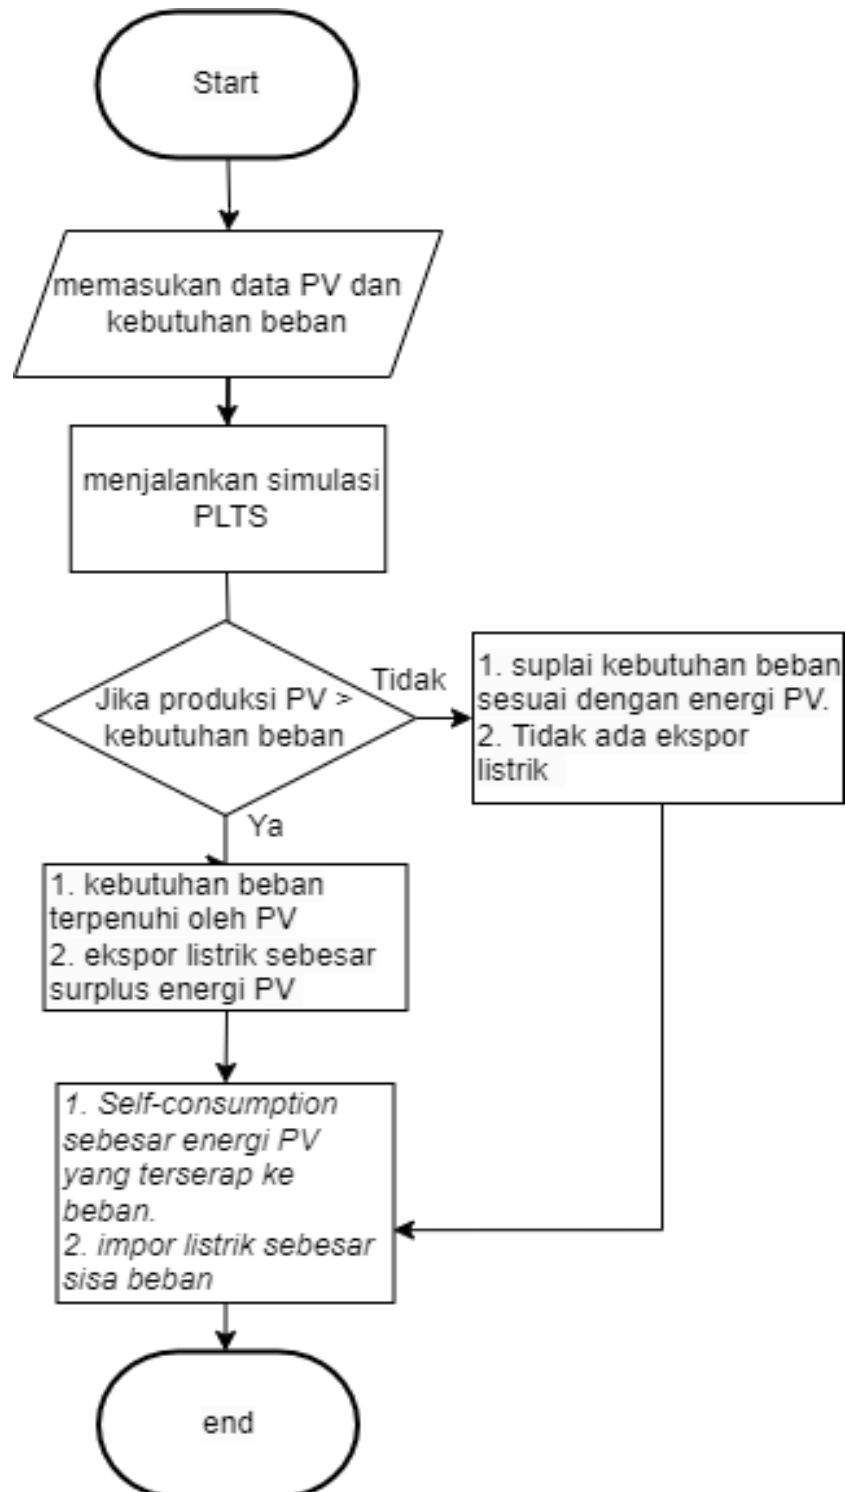 Start
memasukan data PV dan
kebutuhan beban
menjalankan simulasi
PLTS
Jika produksi PV >
kebutuhan beban
Tidak
1. suplai kebutuhan beban
sesuai dengan energi PV.
2. Tidak ada ekspor
listrik
Ya
1. kebutuhan beban
terpenuhi oleh PV
2. ekspor listrik sebesar
surplus energi PV
1. Self-consumption
sebesar energi PV
yang terserap ke
beban.
2. impor listrik sebesar
sisa beban
end